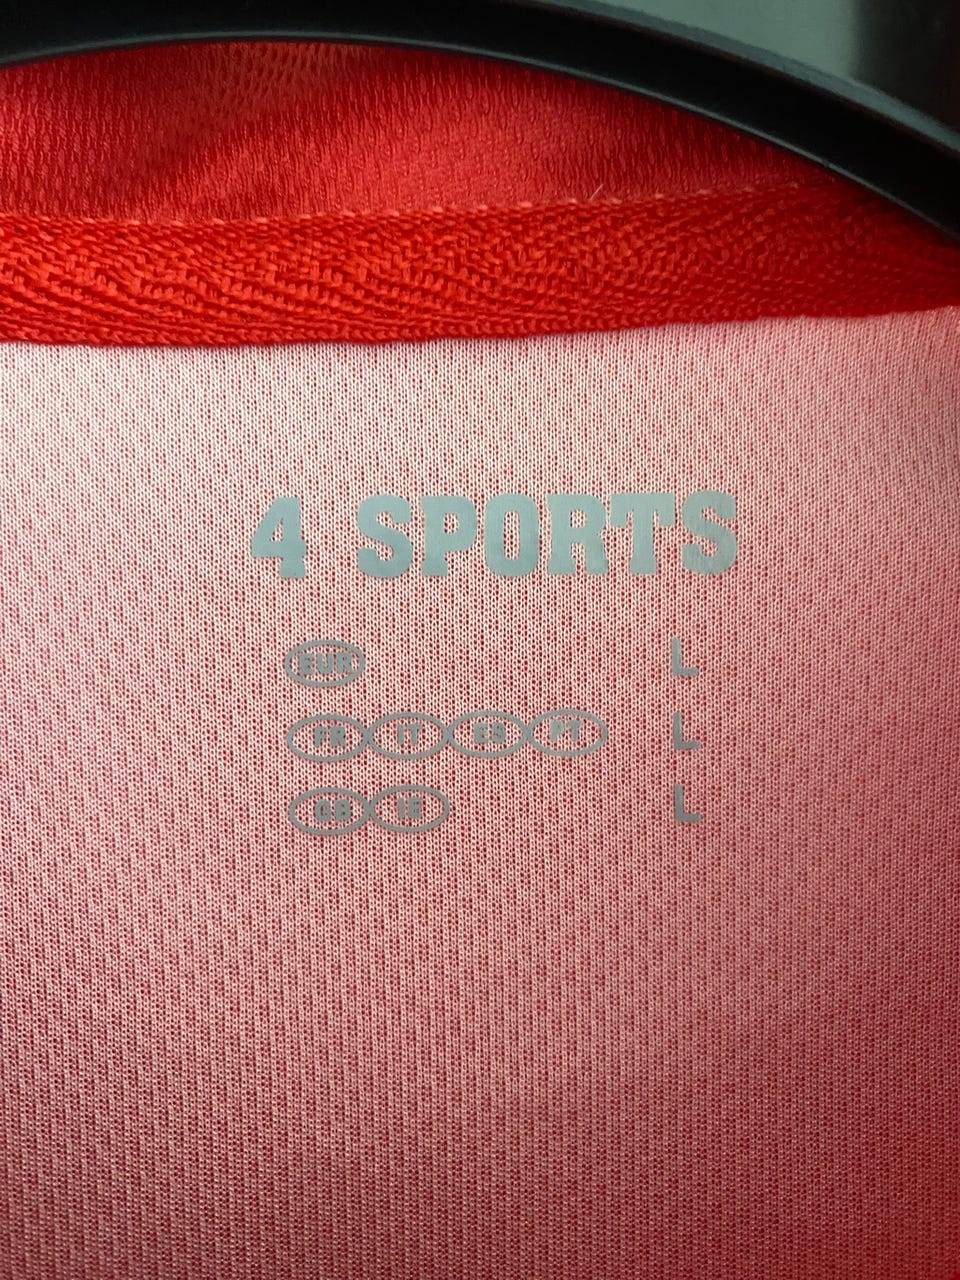 4 SPORTS
EUR L
FR IT ES PT L
GB IE L